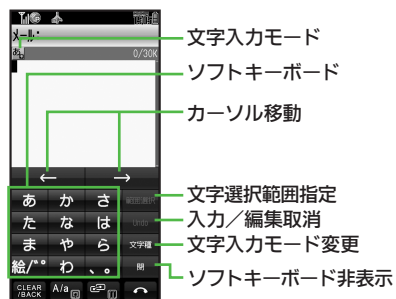 メール:
あ 0/30K
文字入力モード
ソフトキーボード
カーソル移動
← →
あ か さ
文字選択範囲指定
た な は Undo
入力／編集取消
ま や ら 文字種
文字入力モード変更
絵/゛゜ わ 、。 閉
ソフトキーボード非表示
CLEAR
/BACK A/a